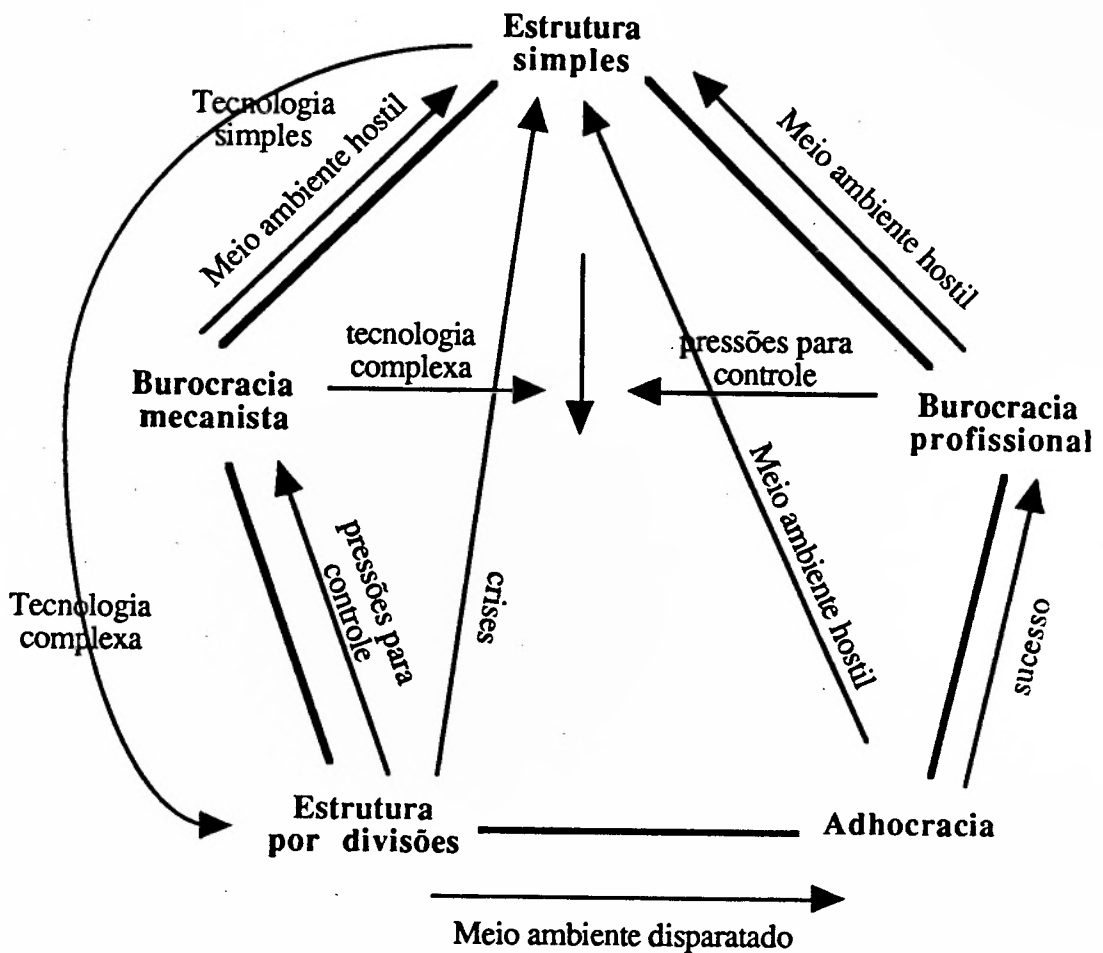 Estrutura
simples
Tecnologia
simples
Meio ambiente hostil
Meio ambiente hostil
tecnologia
complexa
pressões para
controle
Burocracia
mecanista
Burocracia
profissional
pressões para
controle
crises
Meio ambiente hostil
sucesso
Tecnologia
complexa
Estrutura
por divisões
Adhocracia
Meio ambiente disparatado